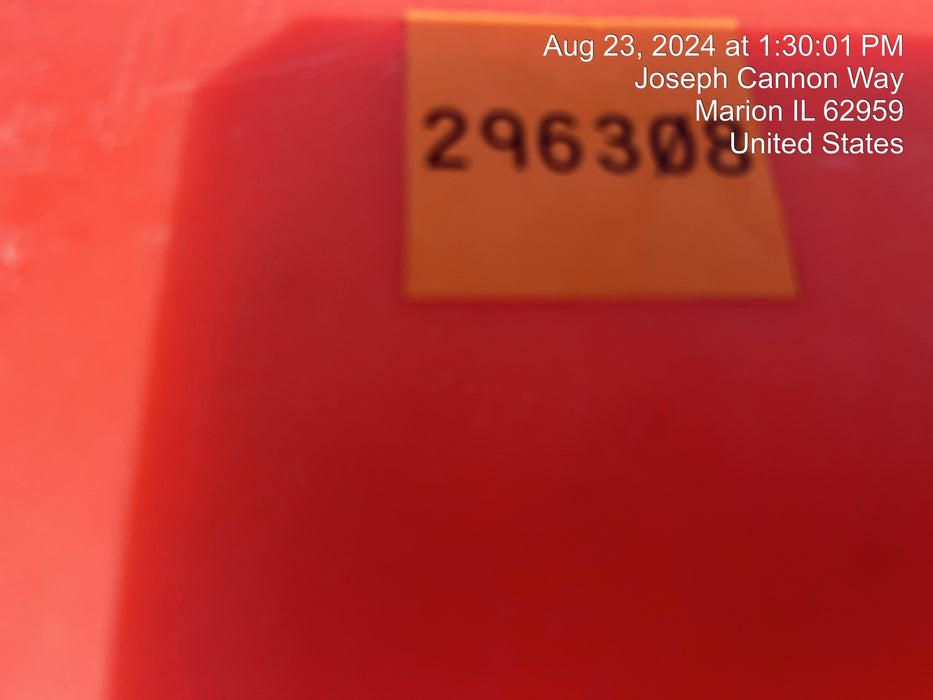 Aug 23, 2024 at 1:30:01 PM
Joseph Cannon Way
Marion IL 62959
United States
296308